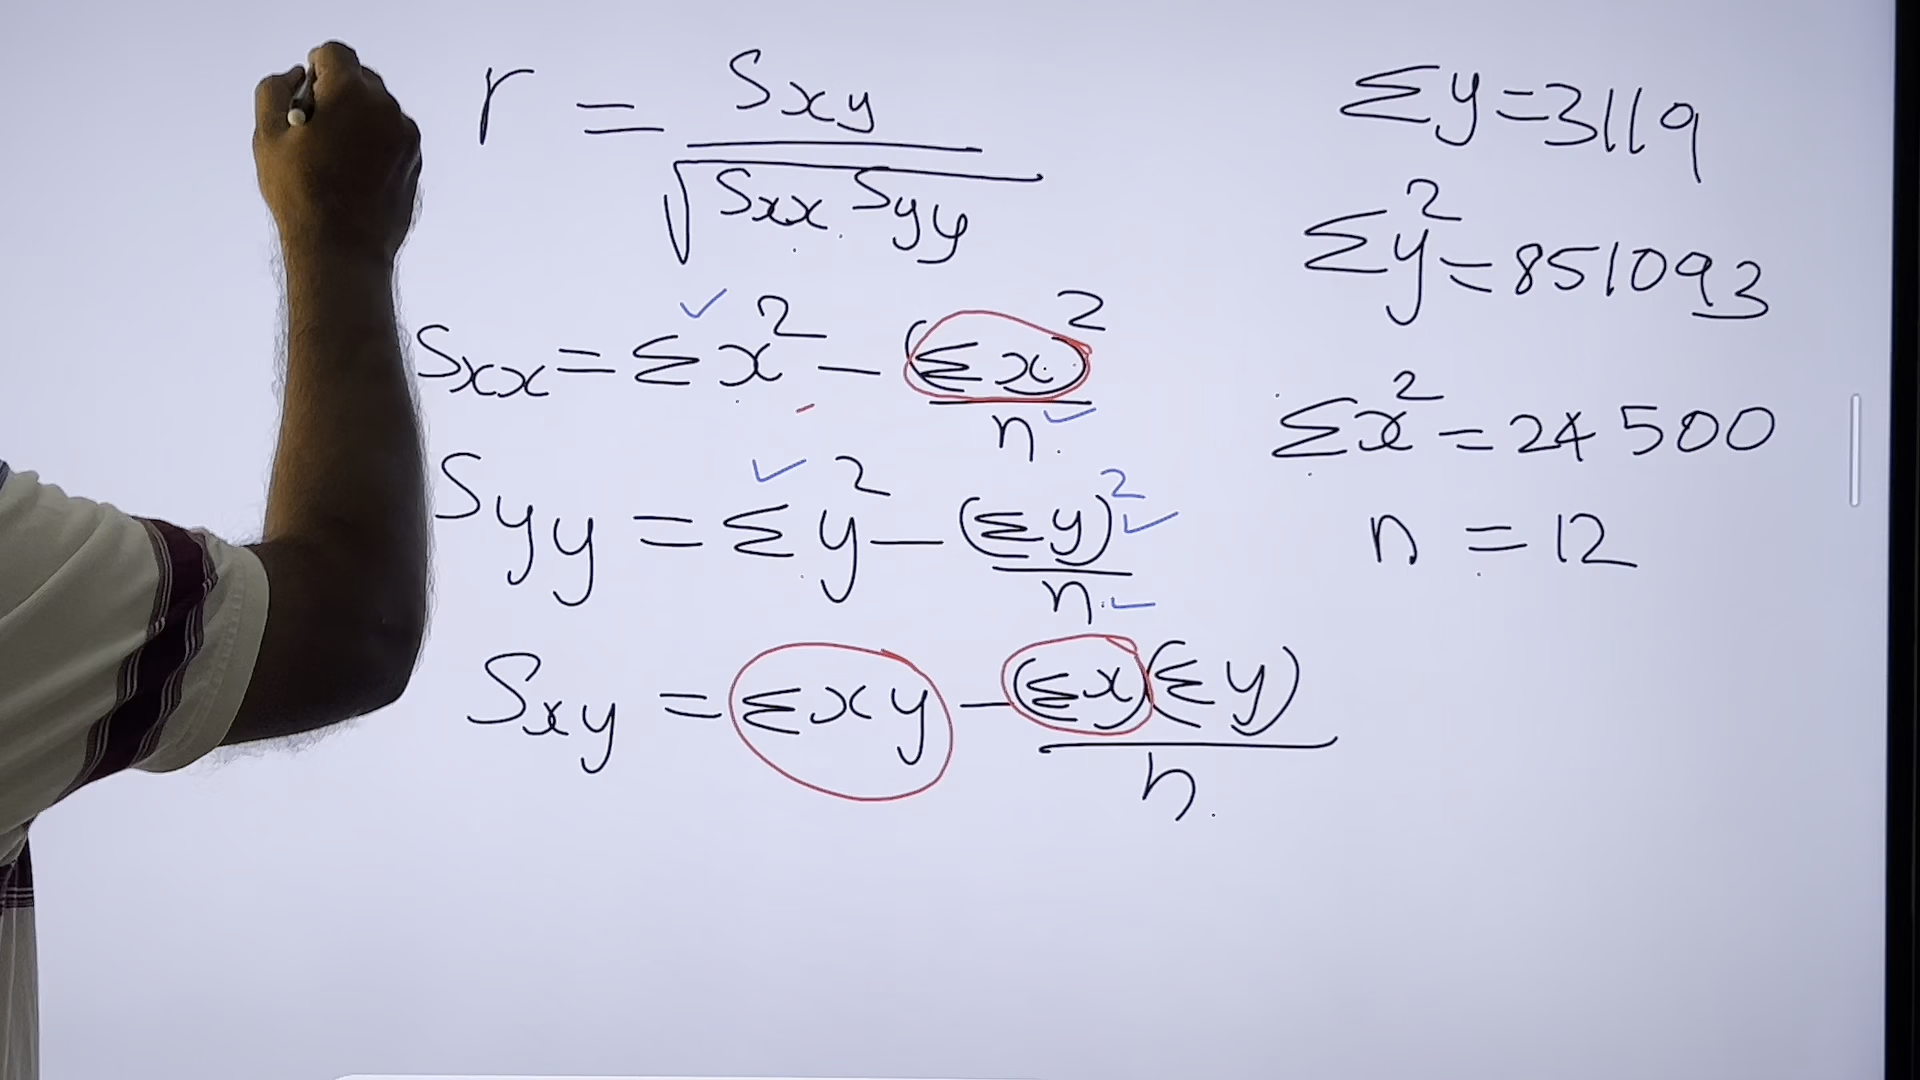 r = Sxy / √Sxx Syy
Sxx = Σx² − (Σx)² / n
Syy = Σy² − (Σy)² / n
Sxy = Σxy − (Σx)(Σy) / n
Σy = 3119
Σy² = 851093
Σx² = 24500
n = 12